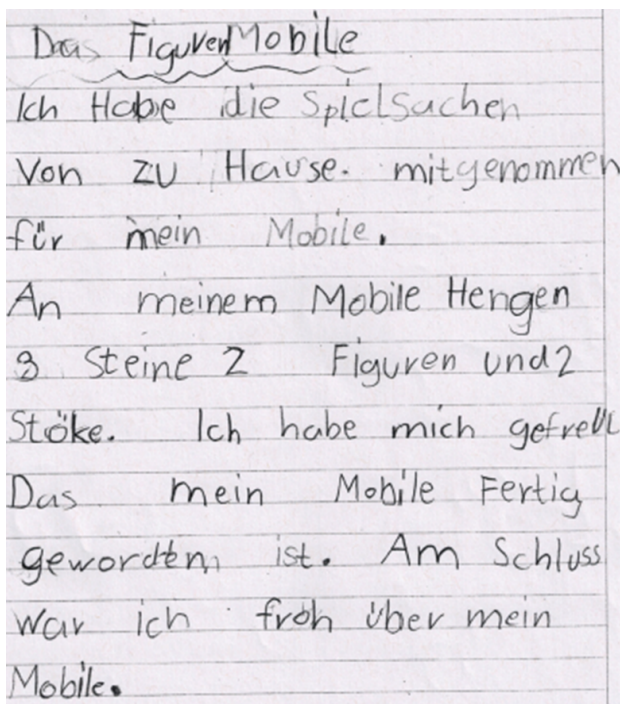 Das FigurenMobile
Ich Habe die Spielsachen
Von zu Hause. mitgenommen
für mein Mobile.
An meinem Mobile Hengen
3 Steine 2 Figuren und 2
Stöke. Ich habe mich gefreut
Das mein Mobile Fertig
geworden ist. Am Schluss
war ich froh über mein
Mobile.